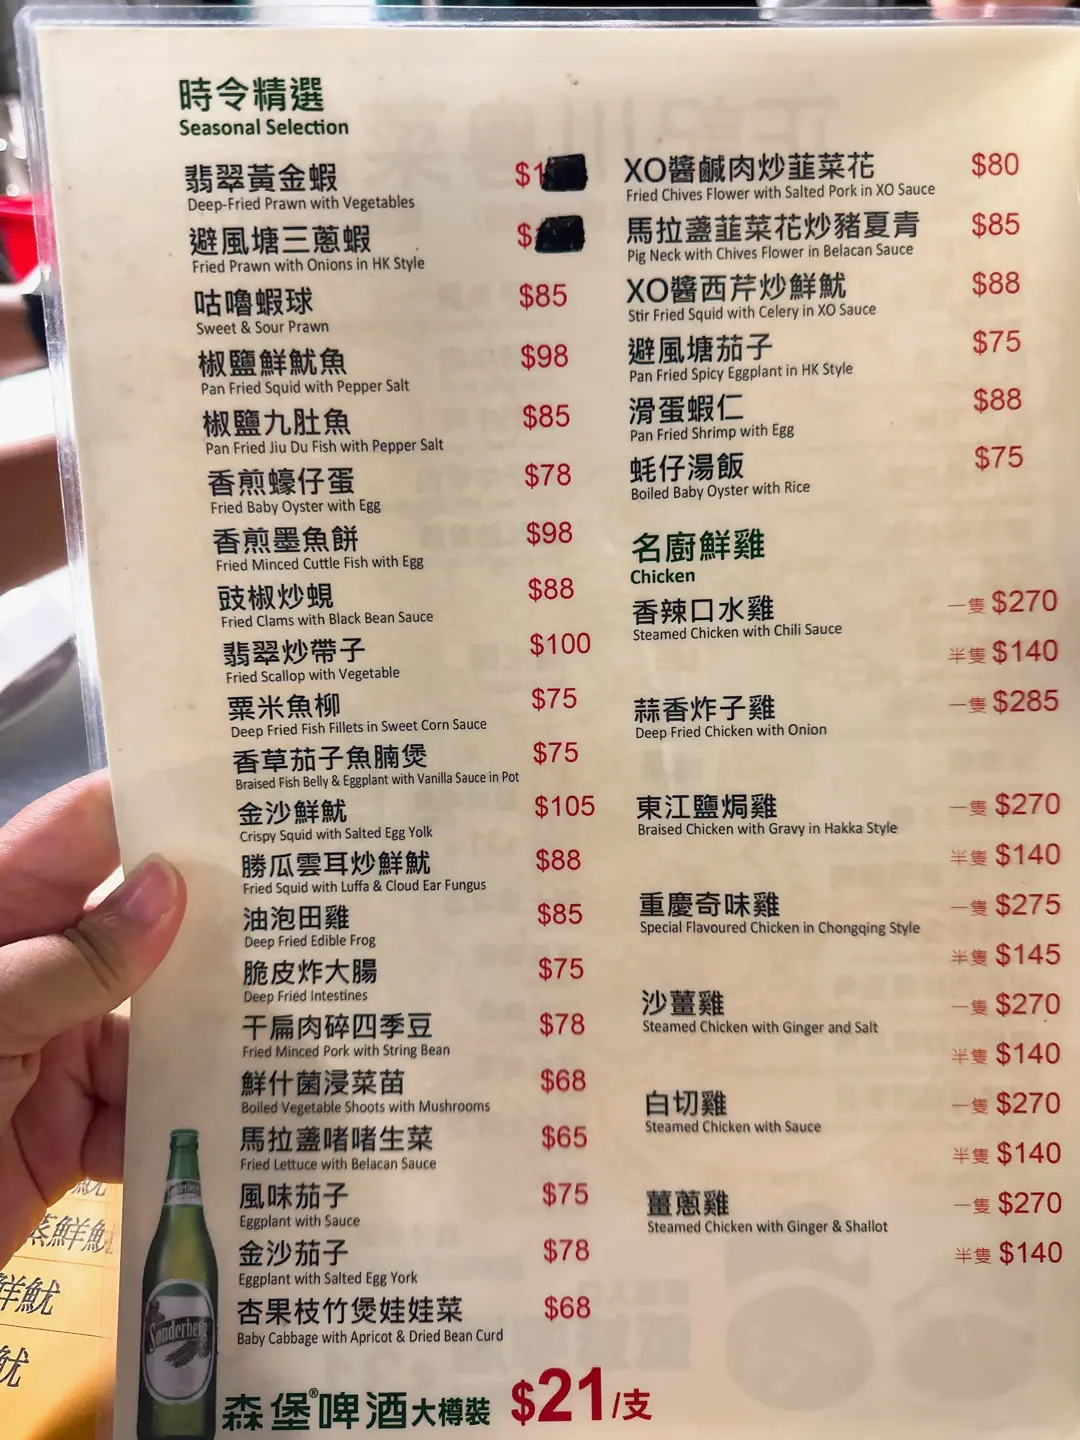 時令精選
Seasonal Selection
翡翠黃金蝦 $1
Deep-Fried Prawn with Vegetables
避風塘三蔥蝦 $
Fried Prawn with Onions in HK Style
咕嚕蝦球 $85
Sweet & Sour Prawn
椒鹽鮮魷魚 $98
Pan Fried Squid with Pepper Salt
椒鹽九肚魚 $85
Pan Fried Jiu Du Fish with Pepper Salt
香煎蠔仔蛋 $78
Fried Baby Oyster with Egg
香煎墨魚餅 $98
Fried Minced Cuttle Fish with Egg
豉椒炒蜆 $88
Fried Clams with Black Bean Sauce
翡翠炒帶子 $100
Fried Scallop with Vegetable
粟米魚柳 $75
Deep Fried Fish Fillets in Sweet Corn Sauce
香草茄子魚腩煲 $75
Braised Fish Belly & Eggplant with Vanilla Sauce in Pot
金沙鮮魷 $105
Crispy Squid with Salted Egg Yolk
勝瓜雲耳炒鮮魷 $88
Fried Squid with Luffa & Cloud Ear Fungus
油泡田雞 $85
Deep Fried Edible Frog
脆皮炸大腸 $75
Deep Fried Intestines
干扁肉碎四季豆 $78
Fried Minced Pork with String Bean
鮮什菌浸菜苗 $68
Boiled Vegetable Shoots with Mushrooms
馬拉盞啫啫生菜 $65
Fried Lettuce with Belacan Sauce
風味茄子 $75
Eggplant with Sauce
金沙茄子 $78
Eggplant with Salted Egg York
杏果枝竹煲娃娃菜 $68
Baby Cabbage with Apricot & Dried Bean Curd
XO醬鹹肉炒韮菜花 $80
Fried Chives Flower with Salted Pork in XO Sauce
馬拉盞韮菜花炒豬夏青 $85
Pig Neck with Chives Flower in Belacan Sauce
XO醬西芹炒鮮魷 $88
Stir Fried Squid with Celery in XO Sauce
避風塘茄子 $75
Pan Fried Spicy Eggplant in HK Style
滑蛋蝦仁 $88
Pan Fried Shrimp with Egg
蚝仔湯飯 $75
Boiled Baby Oyster with Rice
名廚鮮雞
Chicken
香辣口水雞 一隻 $270
Steamed Chicken with Chili Sauce
半隻 $140
蒜香炸子雞 一隻 $285
Deep Fried Chicken with Onion
東江鹽焗雞 一隻 $270
Braised Chicken with Gravy in Hakka Style
半隻 $140
重慶奇味雞 一隻 $275
Special Flavoured Chicken in Chongqing Style
半隻 $145
沙薑雞 一隻 $270
Steamed Chicken with Ginger and Salt
半隻 $140
白切雞 一隻 $270
Steamed Chicken with Sauce
半隻 $140
薑蔥雞 一隻 $270
Steamed Chicken with Ginger & Shallot
半隻 $140
Sonderberg
森堡®啤酒大樽裝 $21/支
蒸鮮魷
鮮魷
魷